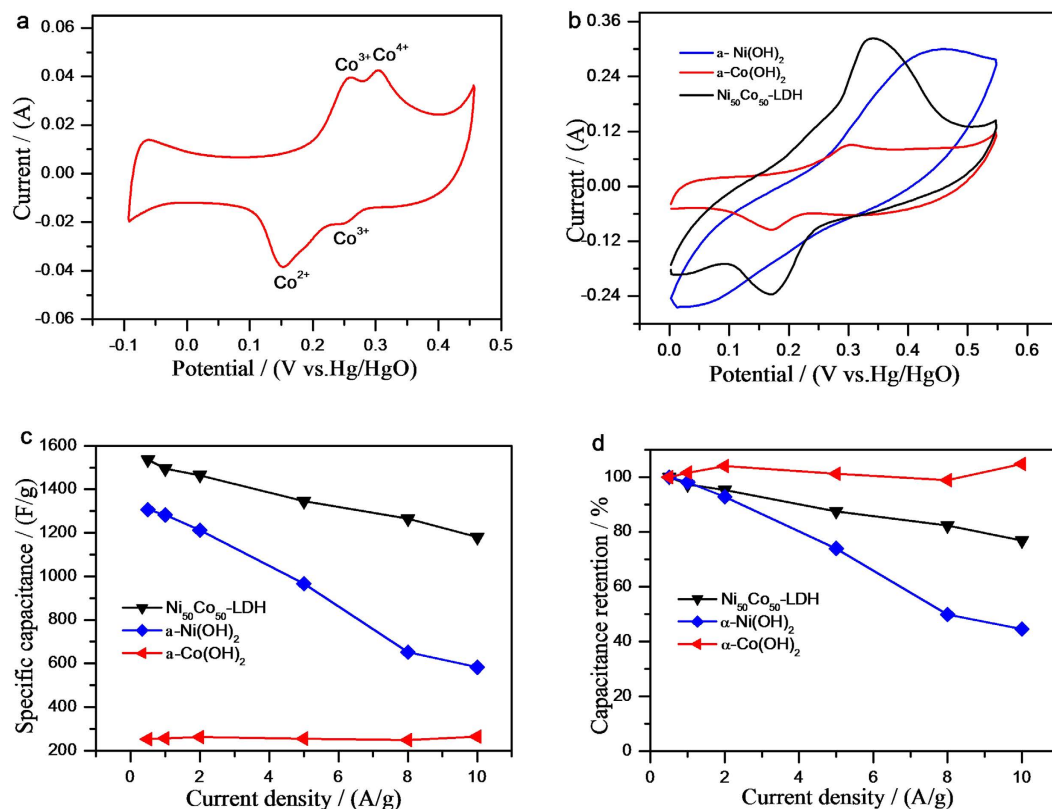 a
0.06
0.04
0.02
0.00
-0.02
-0.04
-0.06
Current / (A)
Co³⁺ Co⁴⁺
Co³⁺
Co²⁺
-0.1 0.0 0.1 0.2 0.3 0.4 0.5
Potential / (V vs.Hg/HgO)
b
0.36
0.24
0.12
0.00
-0.12
-0.24
Current / (A)
a- Ni(OH)₂
a-Co(OH)₂
Ni₅₀Co₅₀-LDH
0.0 0.1 0.2 0.3 0.4 0.5 0.6
Potential / (V vs.Hg/HgO)
c
1600
1400
1200
1000
800
600
400
200
Specific capacitance / (F/g)
Ni₅₀Co₅₀-LDH
a-Ni(OH)₂
a-Co(OH)₂
0 2 4 6 8 10
Current density / (A/g)
d
100
80
60
40
20
0
Capacitance retention / %
Ni₅₀Co₅₀-LDH
α-Ni(OH)₂
α-Co(OH)₂
0 2 4 6 8 10
Current density / (A/g)